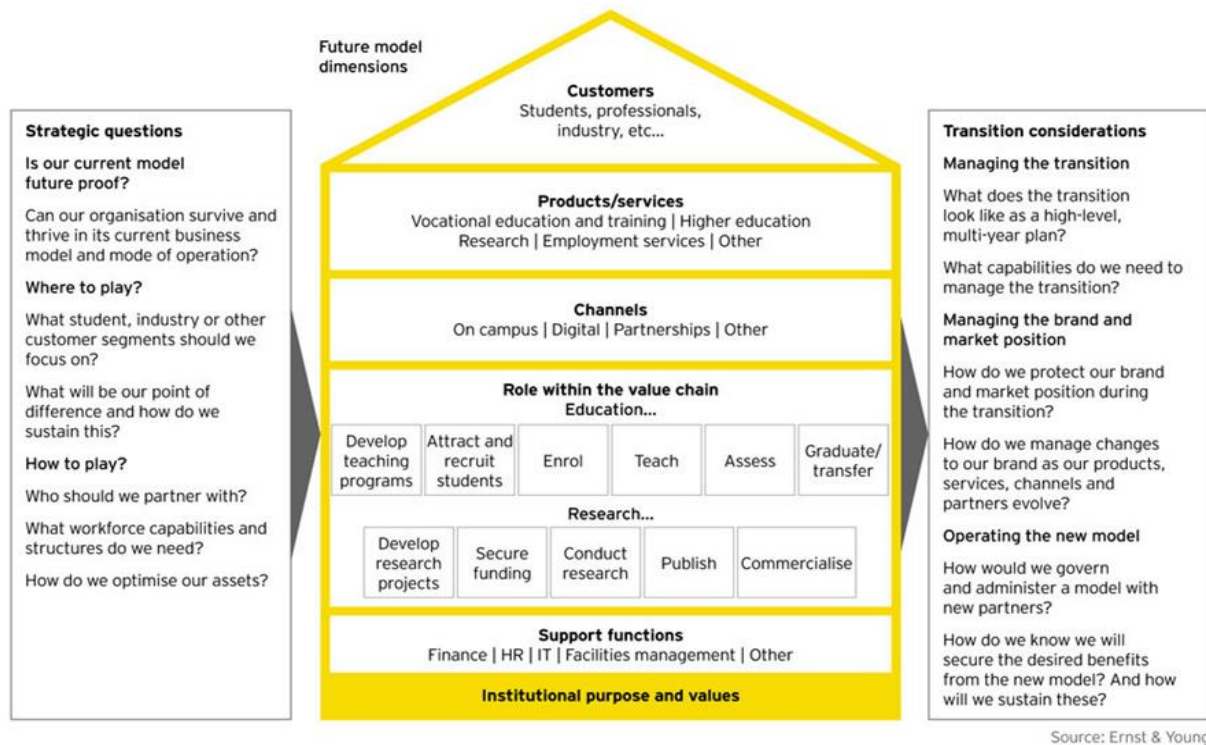 Future model
dimensions
Strategic questions
Is our current model
future proof?
Can our organisation survive and
thrive in its current business
model and mode of operation?
Where to play?
What student, industry or other
customer segments should we
focus on?
What will be our point of
difference and how do we
sustain this?
How to play?
Who should we partner with?
What workforce capabilities and
structures do we need?
How do we optimise our assets?
Customers
Students, professionals,
industry, etc...
Products/services
Vocational education and training | Higher education
Research | Employment services | Other
Channels
On campus | Digital | Partnerships | Other
Role within the value chain
Education...
Develop
teaching
programs
Attract and
recruit
students
Enrol
Teach
Assess
Graduate/
transfer
Research...
Develop
research
projects
Secure
funding
Conduct
research
Publish
Commercialise
Support functions
Finance | HR | IT | Facilities management | Other
Institutional purpose and values
Transition considerations
Managing the transition
What does the transition
look like as a high-level,
multi-year plan?
What capabilities do we need to
manage the transition?
Managing the brand and
market position
How do we protect our brand
and market position during
the transition?
How do we manage changes
to our brand as our products,
services, channels and
partners evolve?
Operating the new model
How would we govern
and administer a model with
new partners?
How do we know we will
secure the desired benefits
from the new model? And how
will we sustain these?
Source: Ernst & Young